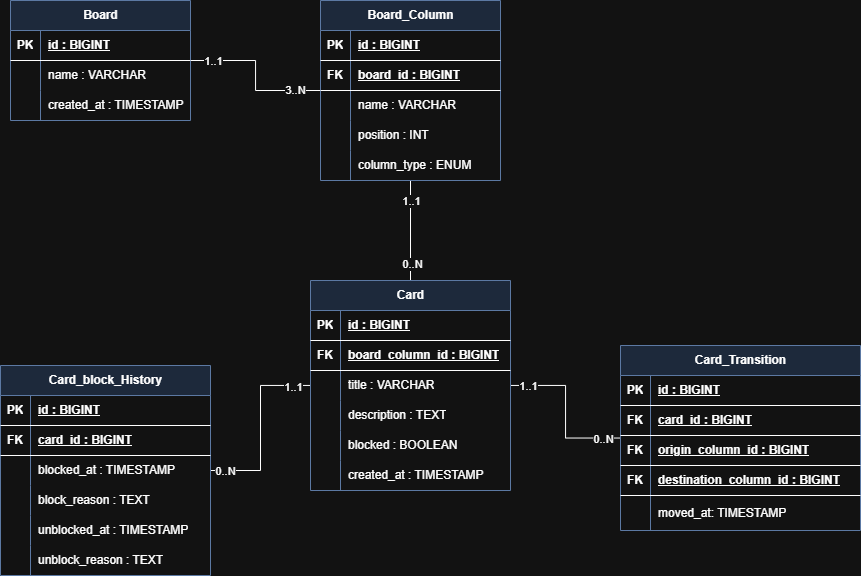 Board
PK id : BIGINT
name : VARCHAR
created_at : TIMESTAMP
1..1
3..N
Board_Column
PK id : BIGINT
FK board_id : BIGINT
name : VARCHAR
position : INT
column_type : ENUM
1..1
0..N
Card
PK id : BIGINT
FK board_column_id : BIGINT
title : VARCHAR
description : TEXT
blocked : BOOLEAN
created_at : TIMESTAMP
1..1
0..N
Card_block_History
PK id : BIGINT
FK card_id : BIGINT
blocked_at : TIMESTAMP
block_reason : TEXT
unblocked_at : TIMESTAMP
unblock_reason : TEXT
1..1
0..N
Card_Transition
PK id : BIGINT
FK card_id : BIGINT
FK origin_column_id : BIGINT
FK destination_column_id : BIGINT
moved_at: TIMESTAMP